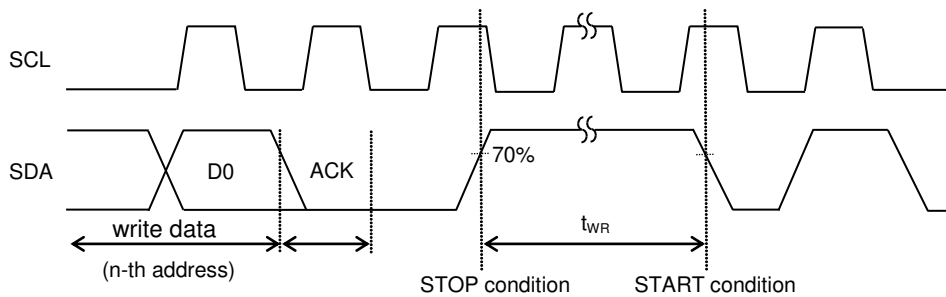 SCL
SDA
D0
ACK
70%
write data
(n-th address)
tWR
STOP condition
START condition